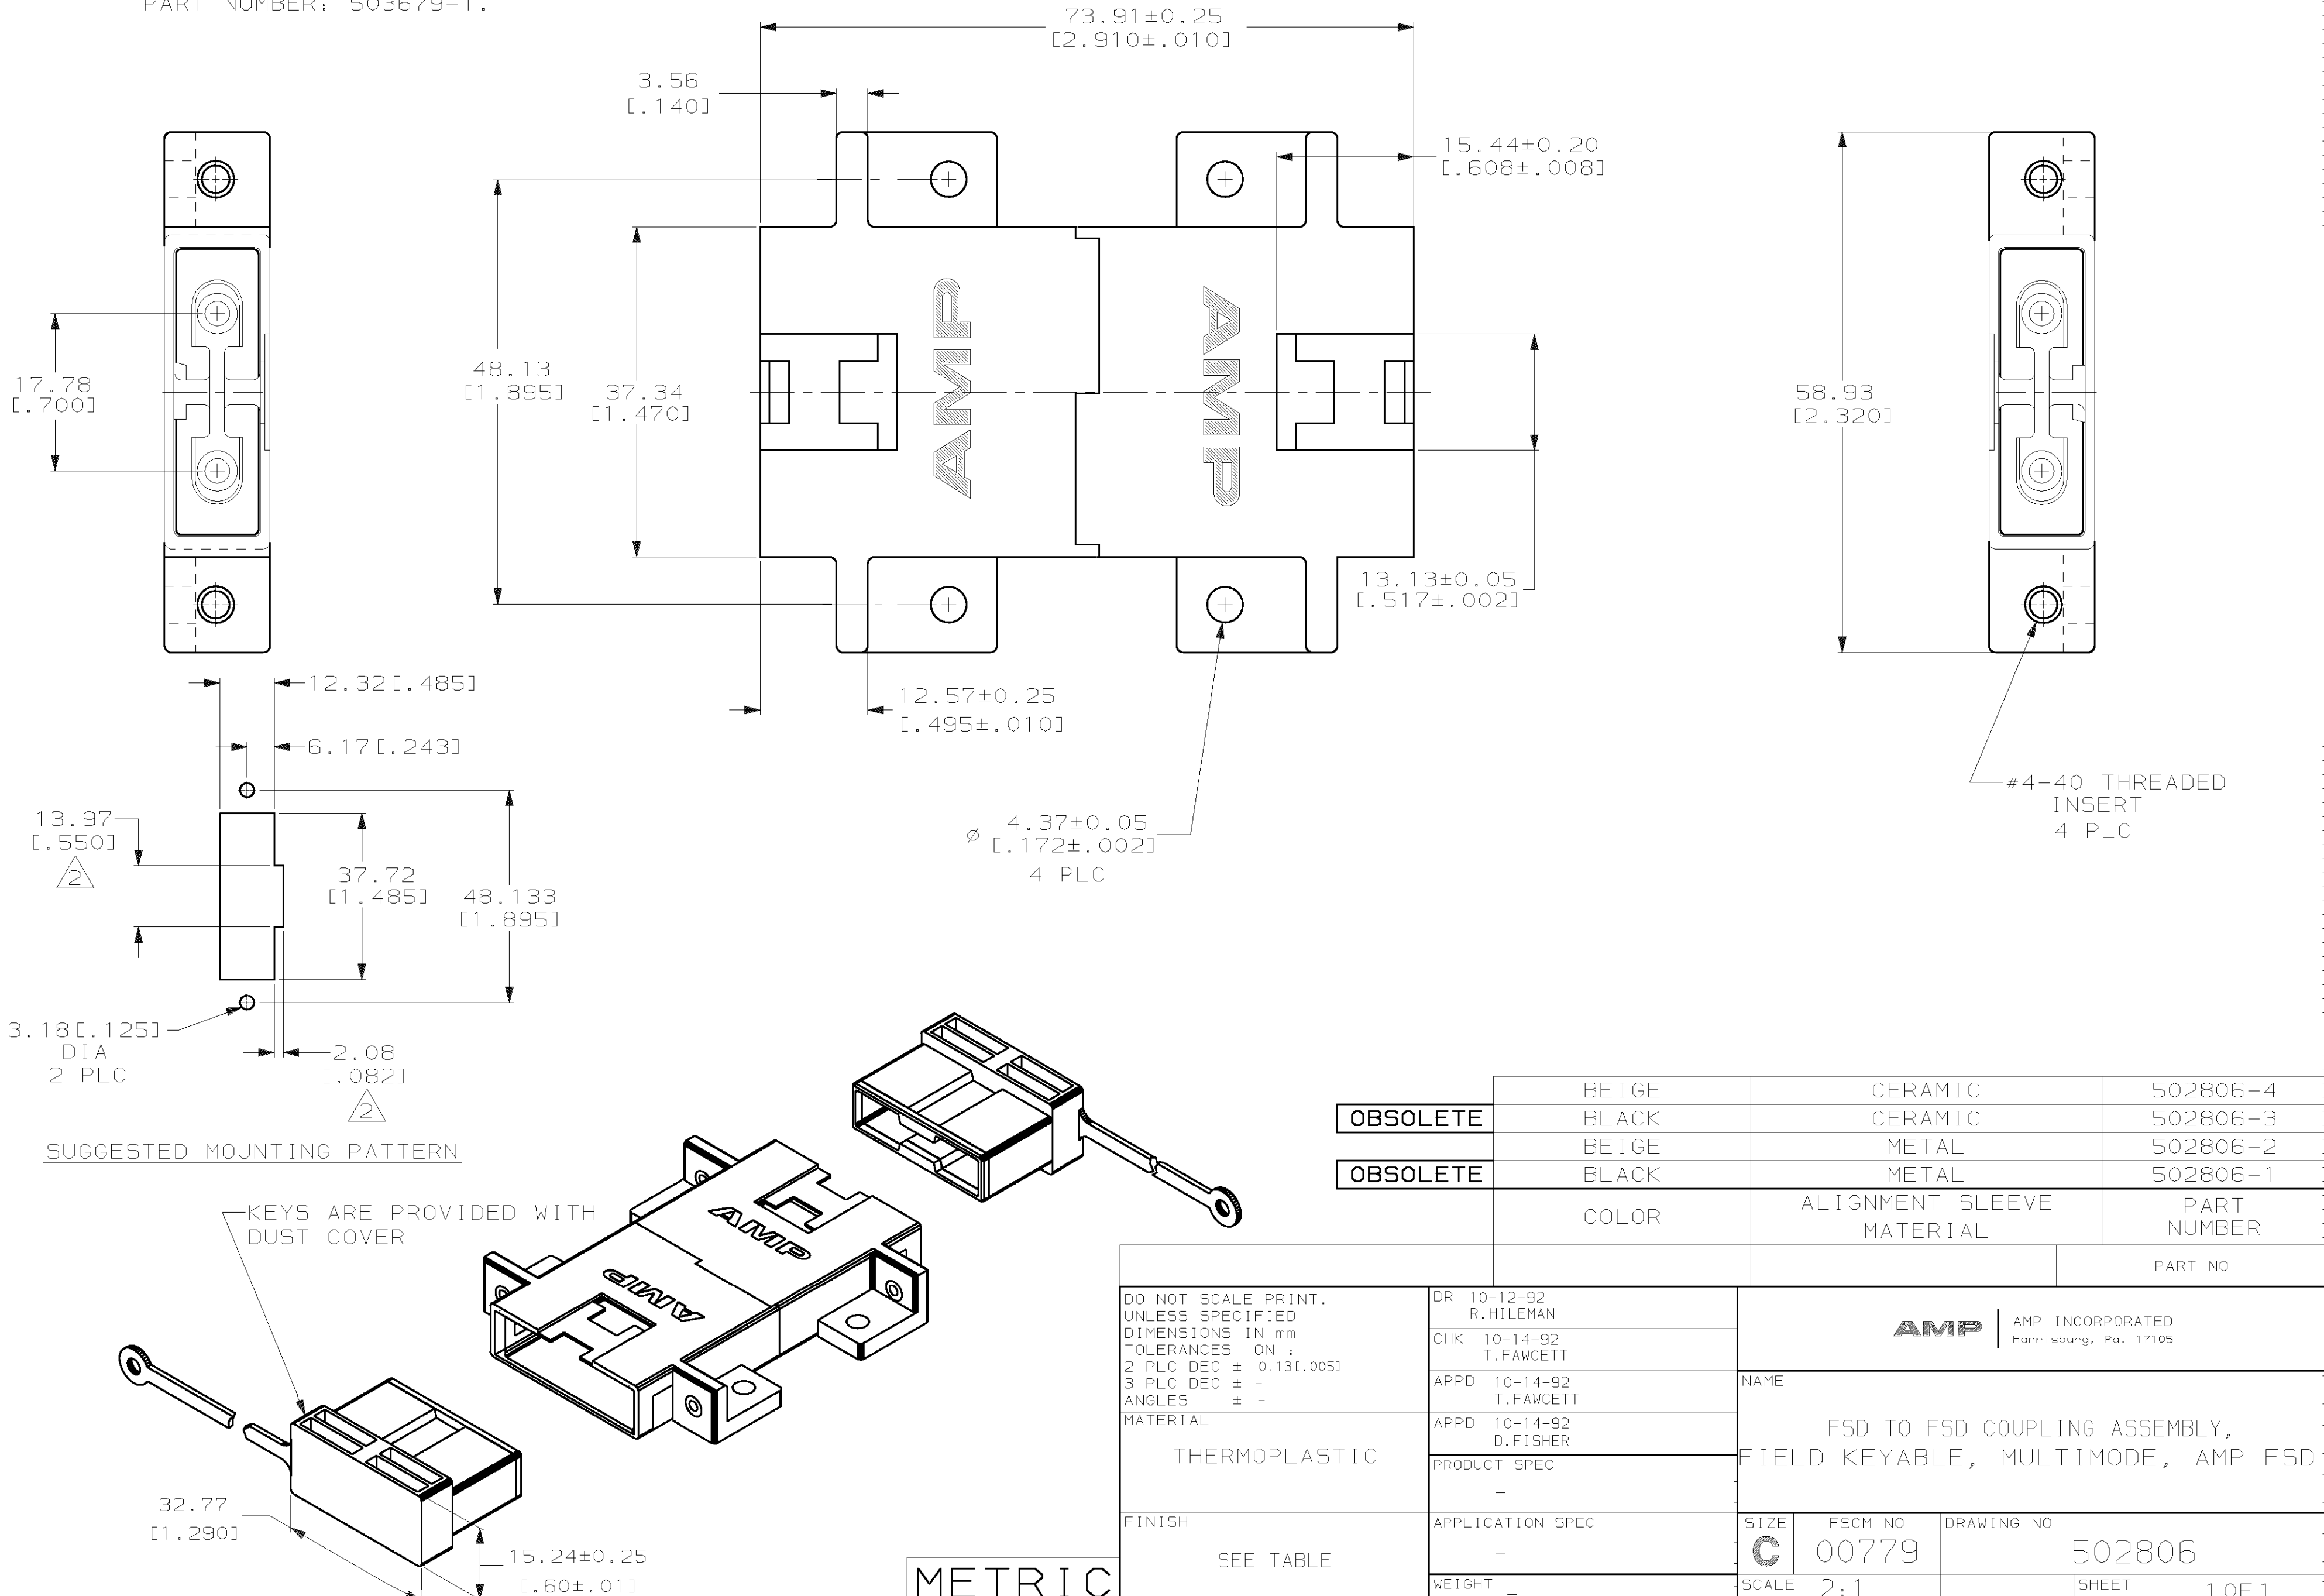 PART NUMBER: 503679-1.
73.91±0.25
[2.910±.010]
3.56
[.140]
15.44±0.20
[.608±.008]
17.78
[.700]
48.13
[1.895]
37.34
[1.470]
AMP
AMP
58.93
[2.320]
13.13±0.05
[.517±.002]
12.57±0.25
[.495±.010]
Ø 4.37±0.05
[.172±.002]
4 PLC
#4-40 THREADED
INSERT
4 PLC
12.32[.485]
6.17[.243]
13.97
[.550]
2
37.72
[1.485]
48.133
[1.895]
3.18[.125]
DIA
2 PLC
2.08
[.082]
2
SUGGESTED MOUNTING PATTERN
KEYS ARE PROVIDED WITH
DUST COVER
AMP
AMP
32.77
[1.290]
15.24±0.25
[.60±.01]
METRIC
BEIGE CERAMIC 502806-4
OBSOLETE BLACK CERAMIC 502806-3
BEIGE METAL 502806-2
OBSOLETE BLACK METAL 502806-1
COLOR ALIGNMENT SLEEVE MATERIAL PART NUMBER
PART NO
DO NOT SCALE PRINT.
UNLESS SPECIFIED
DIMENSIONS IN mm
TOLERANCES ON :
2 PLC DEC ± 0.13[.005]
3 PLC DEC ± -
ANGLES ± -
MATERIAL
THERMOPLASTIC
FINISH
SEE TABLE
DR 10-12-92
R.HILEMAN
CHK 10-14-92
T.FAWCETT
APPD 10-14-92
T.FAWCETT
APPD 10-14-92
D.FISHER
PRODUCT SPEC
-
APPLICATION SPEC
-
WEIGHT -
AMP AMP INCORPORATED
Harrisburg, Pa. 17105
NAME
FSD TO FSD COUPLING ASSEMBLY,
FIELD KEYABLE, MULTIMODE, AMP FSD
SIZE C
FSCM NO 00779
DRAWING NO 502806
SCALE 2:1
SHEET 1 OF 1